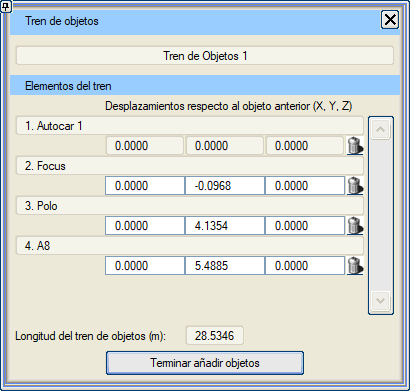 Tren de objetos
Tren de Objetos 1
Elementos del tren
Desplazamientos respecto al objeto anterior (X, Y, Z)
1. Autocar 1
0.0000 0.0000 0.0000
2. Focus
0.0000 -0.0968 0.0000
3. Polo
0.0000 4.1354 0.0000
4. A8
0.0000 5.4885 0.0000
Longitud del tren de objetos (m): 28.5346
Terminar añadir objetos